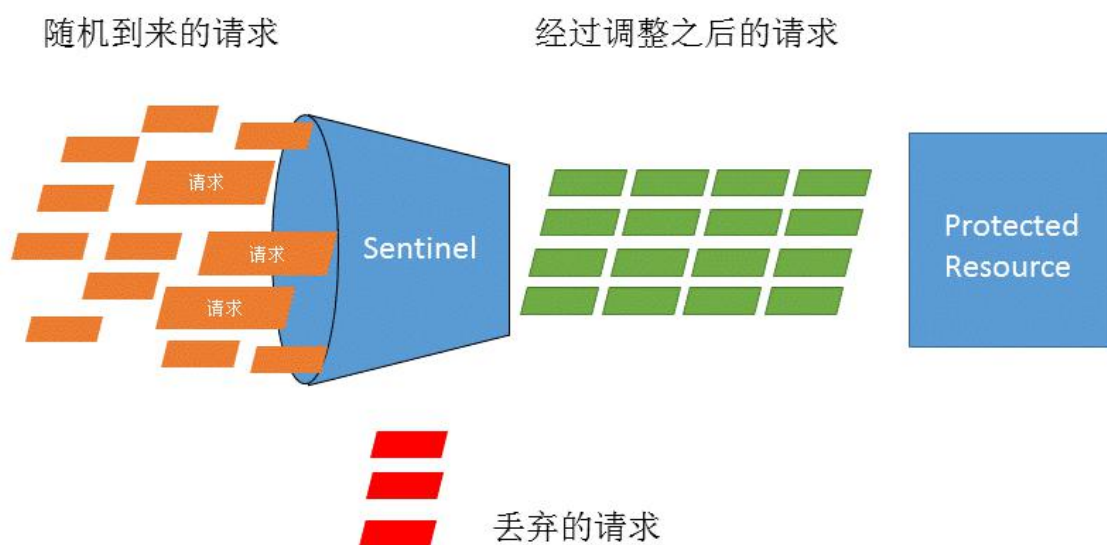 随机到来的请求
经过调整之后的请求
请求
请求
请求
Sentinel
Protected
Resource
丢弃的请求